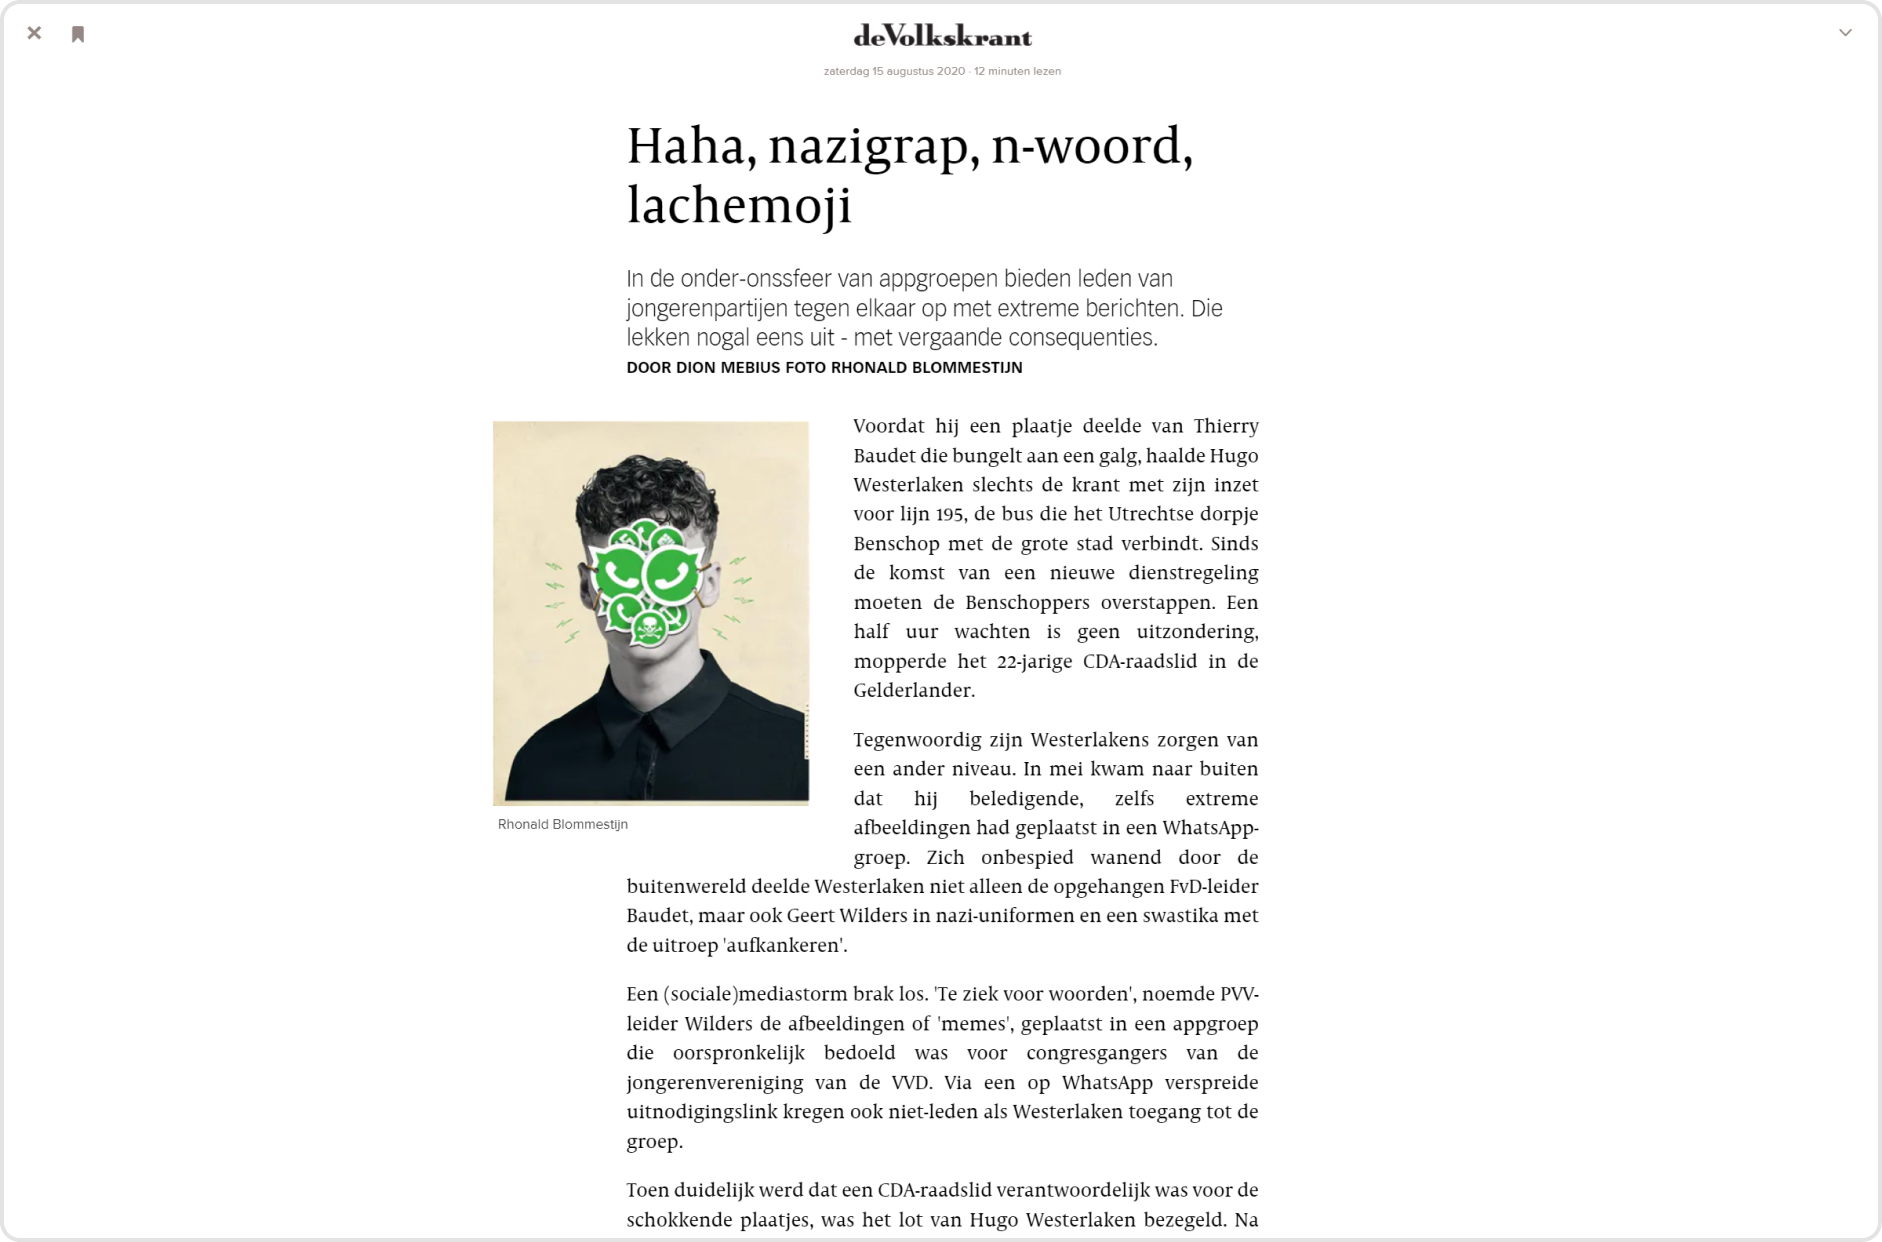 deVolkskrant
zaterdag 15 augustus 2020 · 12 minuten lezen
Haha, nazigrap, n-woord,
lachemoji
In de onder-onssfeer van appgroepen bieden leden van
jongerenpartijen tegen elkaar op met extreme berichten. Die
lekken nogal eens uit - met vergaande consequenties.
DOOR DION MEBIUS FOTO RHONALD BLOMMESTIJN
Voordat hij een plaatje deelde van Thierry
Baudet die bungelt aan een galg, haalde Hugo
Westerlaken slechts de krant met zijn inzet
voor lijn 195, de bus die het Utrechtse dorpje
Benschop met de grote stad verbindt. Sinds
de komst van een nieuwe dienstregeling
moeten de Benschoppers overstappen. Een
half uur wachten is geen uitzondering,
mopperde het 22-jarige CDA-raadslid in de
Gelderlander.
Rhonald Blommestijn
Tegenwoordig zijn Westerlakens zorgen van
een ander niveau. In mei kwam naar buiten
dat hij beledigende, zelfs extreme
afbeeldingen had geplaatst in een WhatsApp-
groep. Zich onbespied wanend door de
buitenwereld deelde Westerlaken niet alleen de opgehangen FvD-leider
Baudet, maar ook Geert Wilders in nazi-uniformen en een swastika met
de uitroep 'aufkankeren'.
Een (sociale)mediastorm brak los. 'Te ziek voor woorden', noemde PVV-
leider Wilders de afbeeldingen of 'memes', geplaatst in een appgroep
die oorspronkelijk bedoeld was voor congresgangers van de
jongerenvereniging van de VVD. Via een op WhatsApp verspreide
uitnodigingslink kregen ook niet-leden als Westerlaken toegang tot de
groep.
Toen duidelijk werd dat een CDA-raadslid verantwoordelijk was voor de
schokkende plaatjes, was het lot van Hugo Westerlaken bezegeld. Na